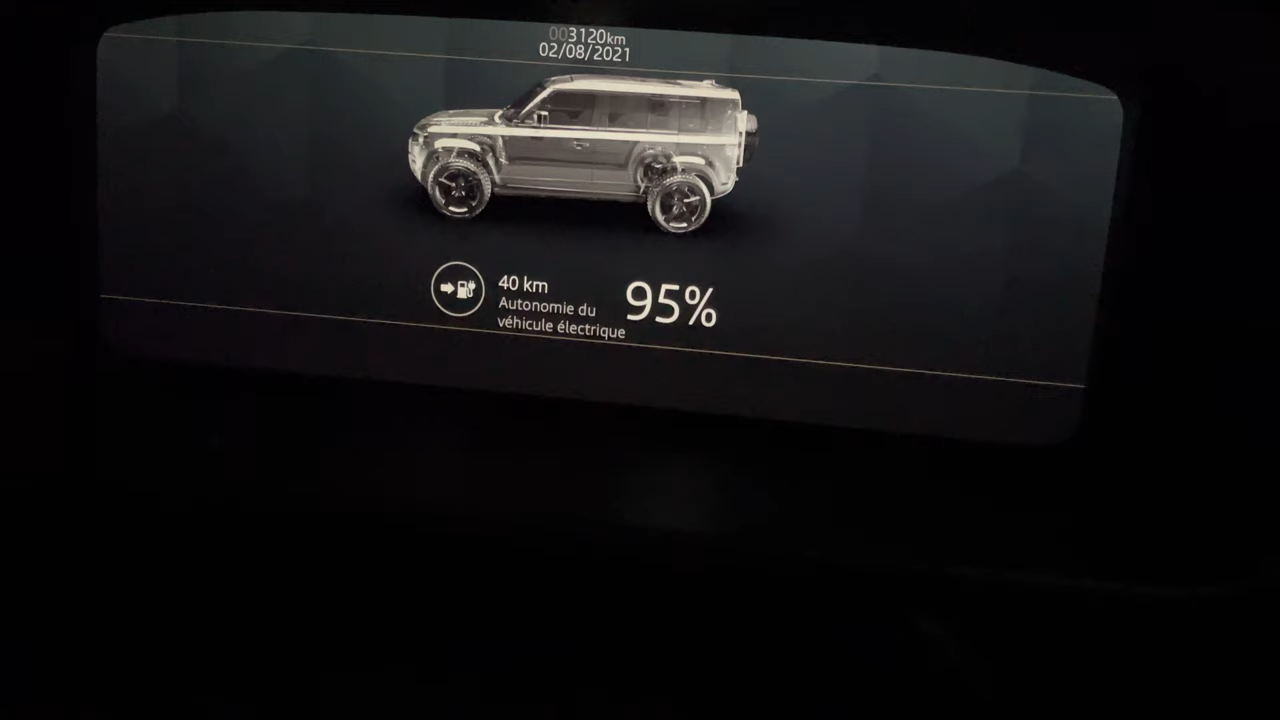 003120km
02/08/2021
40 km
95%
Autonomie du
véhicule électrique